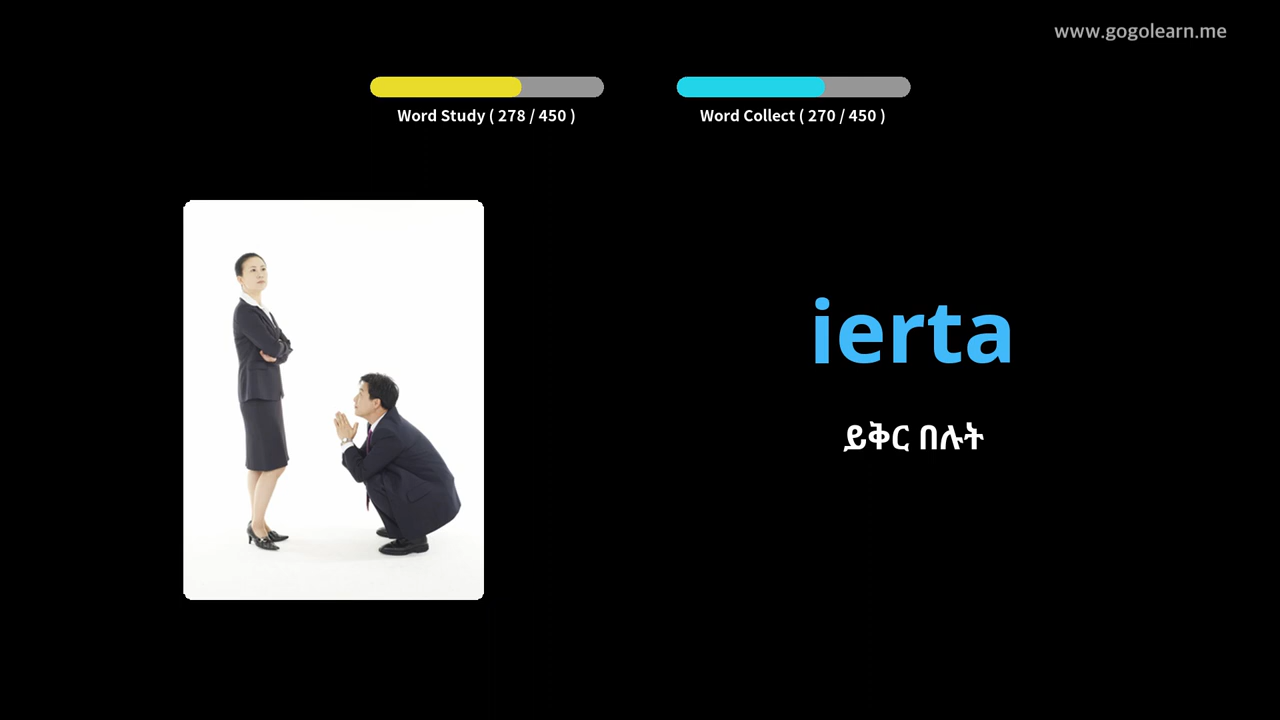 www.gogolearn.me
Word Study ( 278 / 450 )
Word Collect ( 270 / 450 )
ierta
ይቅር በሉት